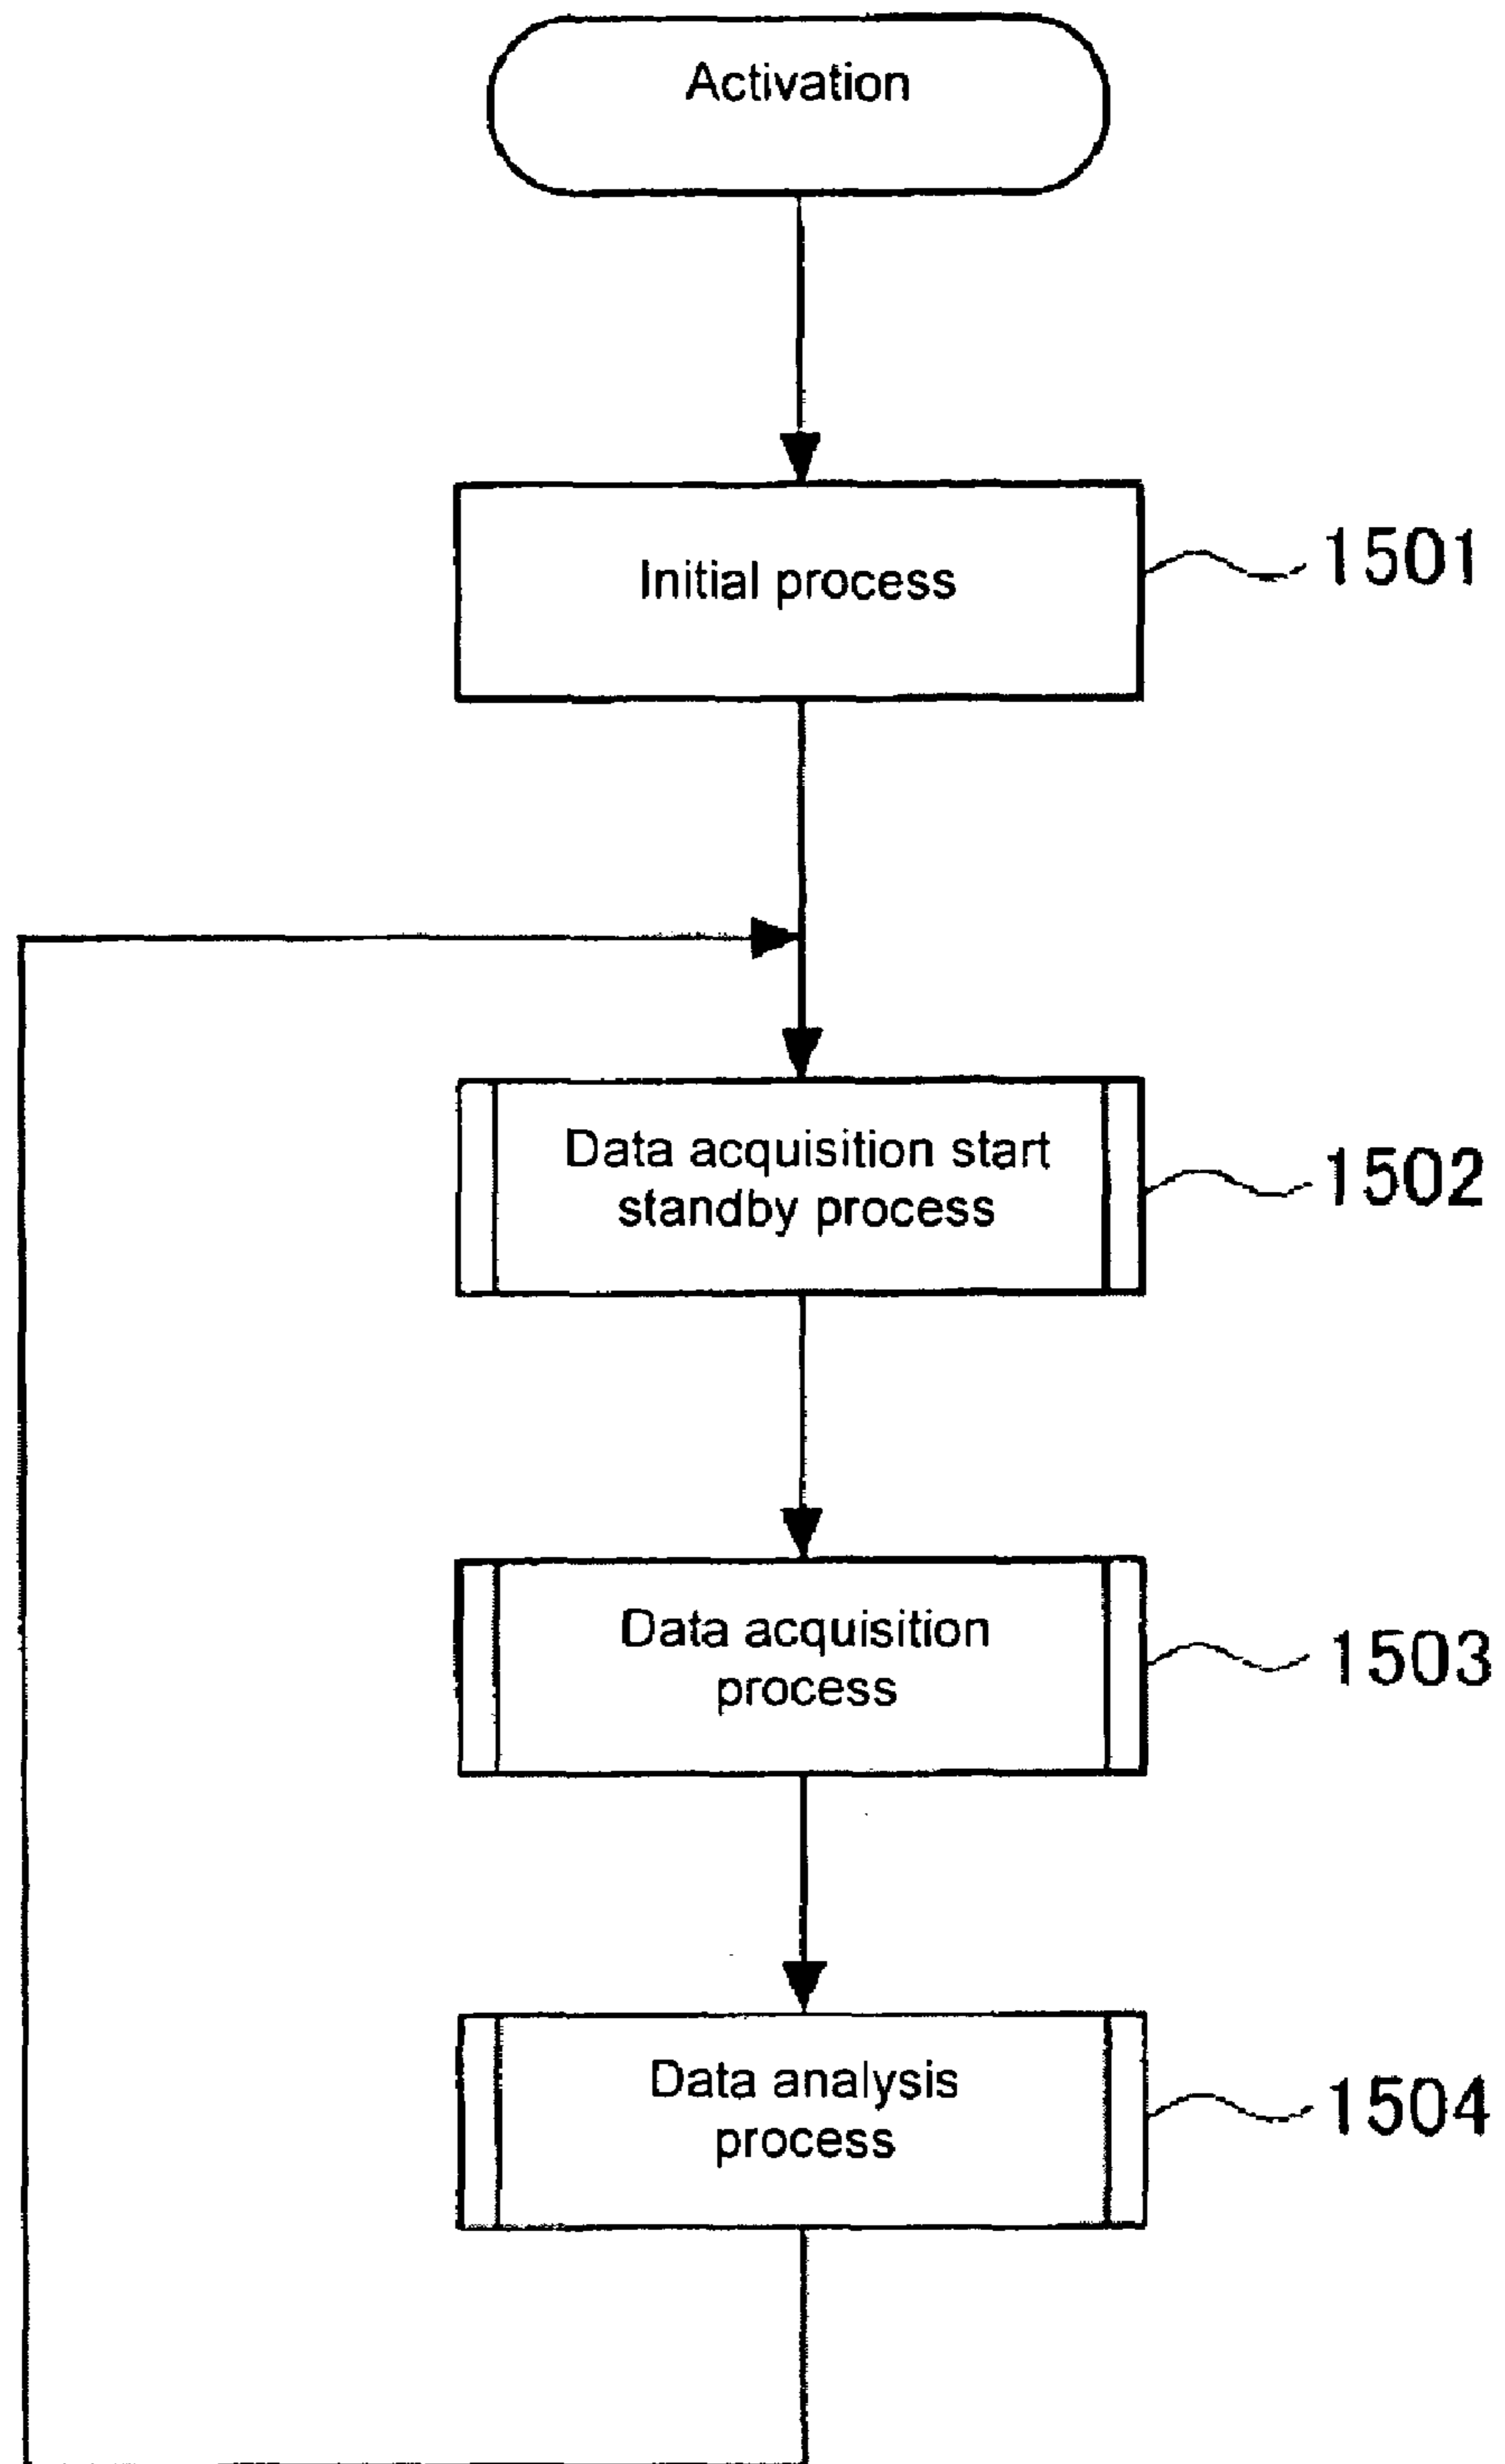 Activation
Initial process
1501
Data acquisition start
standby process
1502
Data acquisition
process
1503
Data analysis
process
1504